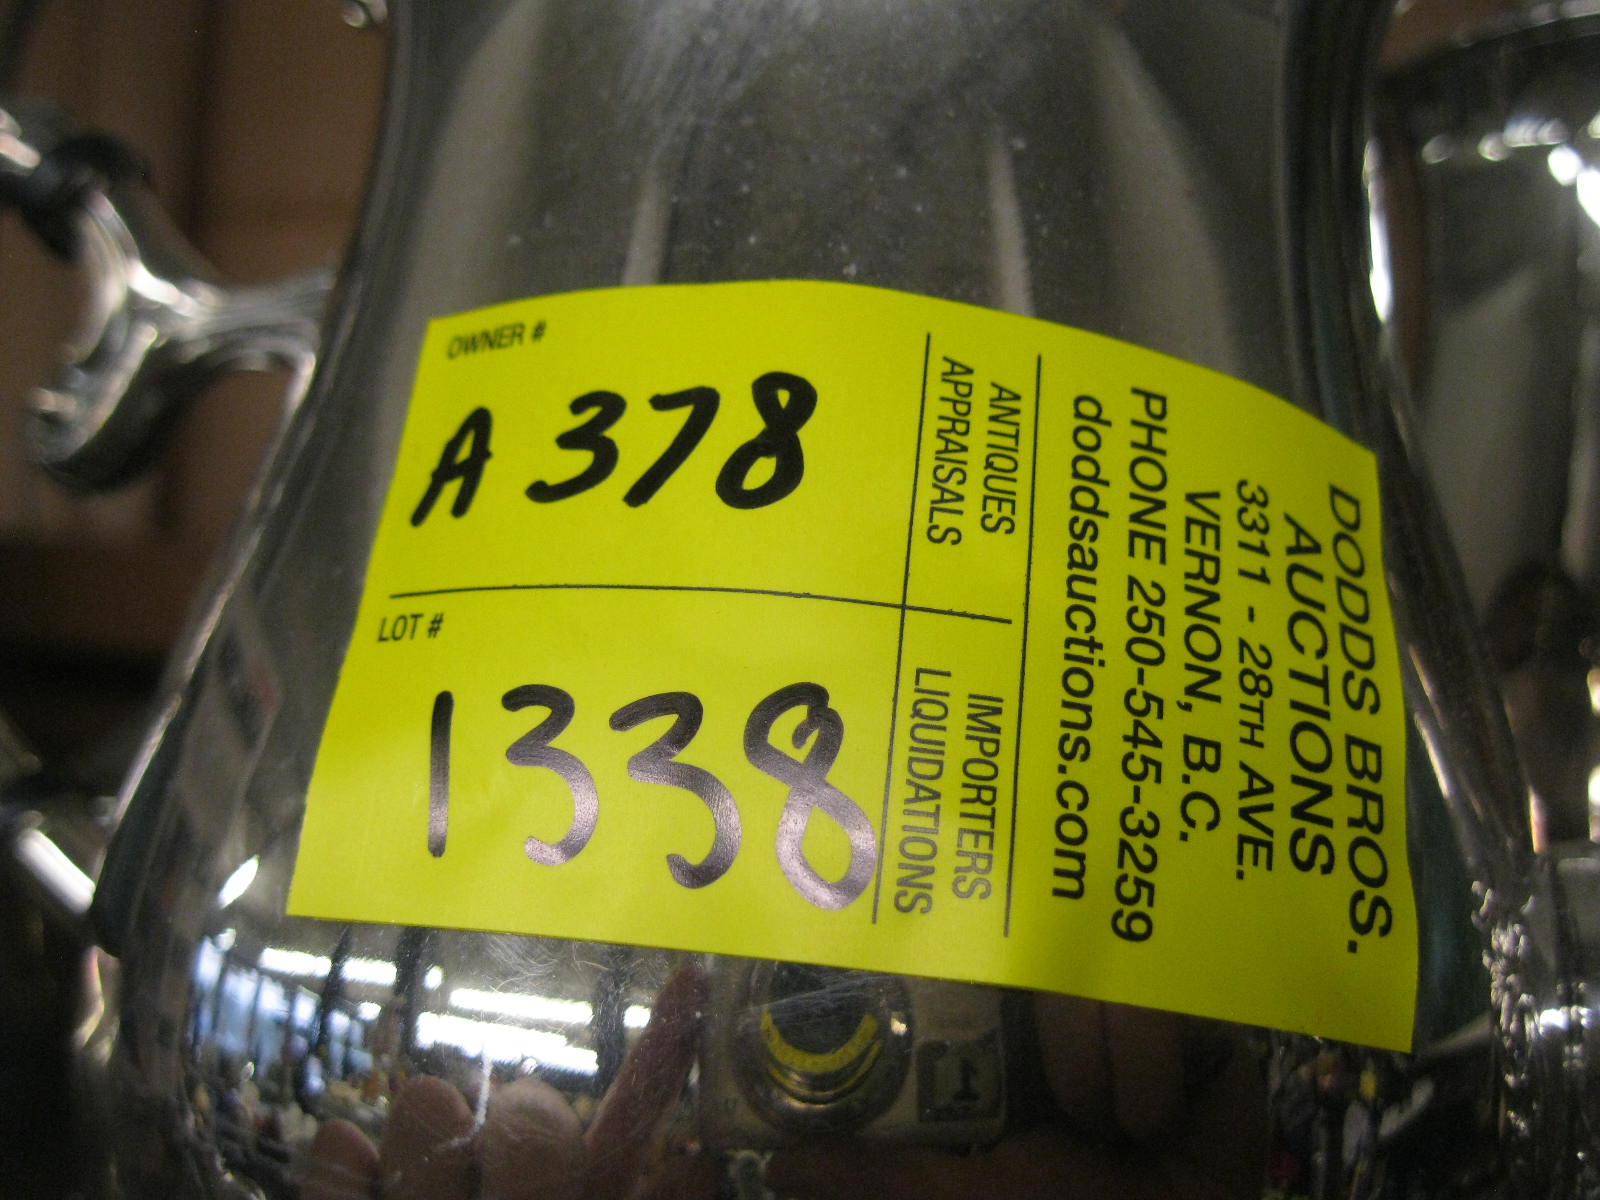 OWNER #
A 378
LOT #
1338
DODDS BROS.
AUCTIONS
3311 - 28TH AVE.
VERNON, B.C.
PHONE 250-545-3259
doddsauctions.com
ANTIQUES
APPRAISALS
IMPORTERS
LIQUIDATIONS